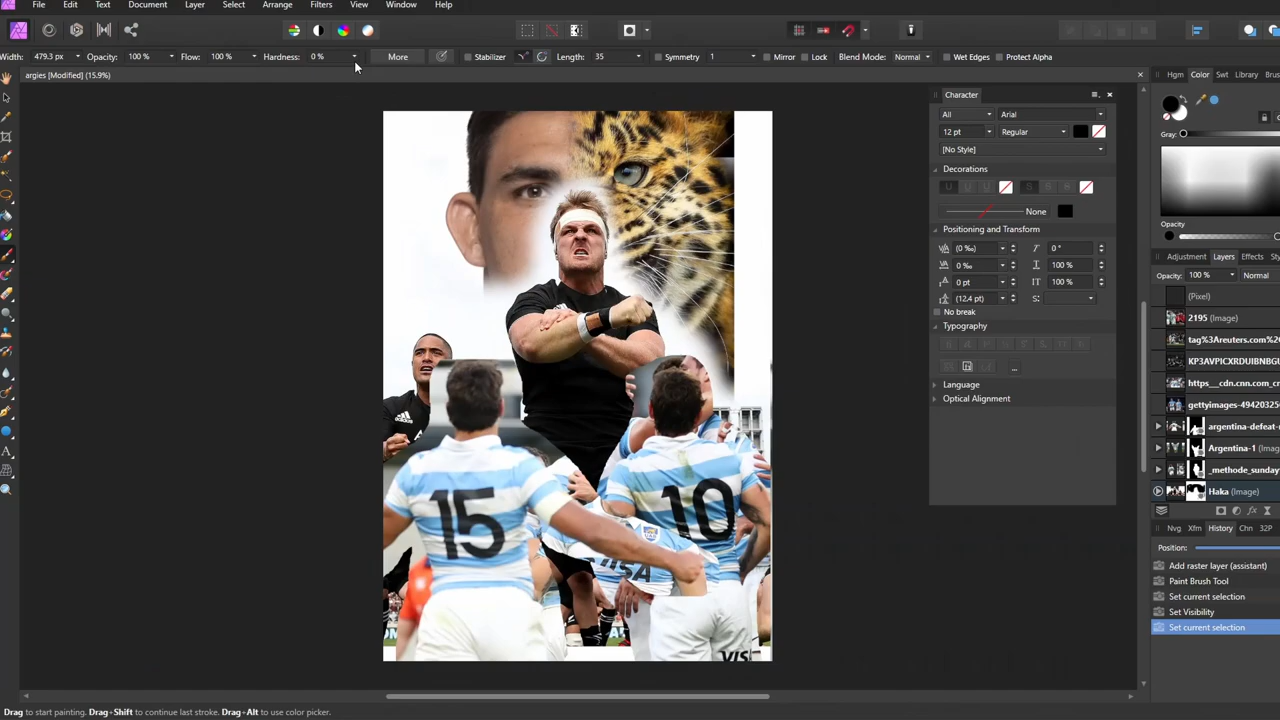 File Edit Text Document Layer Select Arrange Filters View Window Help
Width: 479.3 px Opacity: 100 % Flow: 100 % Hardness: 0 % More Stabilizer Length: 35 Symmetry 1 Mirror Lock Blend Mode: Normal Wet Edges Protect Alpha
argies [Modified] (15.9%)
Hgm Color Swt Library
Character
All Arial
12 pt Regular
[No Style]
Gray:
Decorations
None
Opacity
Positioning and Transform
(0 ‰) 0 °
0 ‰ 100 %
0 pt 100 %
(12.4 pt)
No break
Typography
...
Language
Optical Alignment
Adjustment Layers Effects
Opacity: 100 % Normal
(Pixel)
2195 (Image)
tag%3Areuters.com%2
KP3AVPICXRDUIBNBG
https__cdn.cnn.com_
gettyimages-49420325
argentina-defeat-
Argentina-1
_methode_sunday
Haka (Image)
Nvg Xfm History Chn 32P
Position:
Add raster layer (assistant)
Paint Brush Tool
Set current selection
Set Visibility
Set current selection
adidas
15
10
UAR
VISA
VIS
Drag to start painting. Drag+Shift to continue last stroke. Drag+Alt to use color picker.